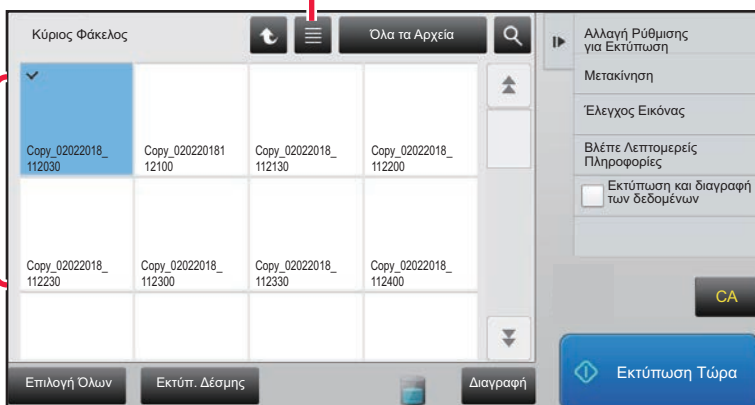 Κύριος Φάκελος
Όλα τα Αρχεία
Copy_02022018_
112030
Copy_020220181
12100
Copy_02022018_
112130
Copy_02022018_
112200
Copy_02022018_
112230
Copy_02022018_
112300
Copy_02022018_
112330
Copy_02022018_
112400
Επιλογή Όλων
Εκτύπ. Δέσμης
Διαγραφή
Αλλαγή Ρύθμισης
για Εκτύπωση
Μετακίνηση
Έλεγχος Εικόνας
Βλέπε Λεπτομερείς
Πληροφορίες
Εκτύπωση και διαγραφή
των δεδομένων
CA
Εκτύπωση Τώρα